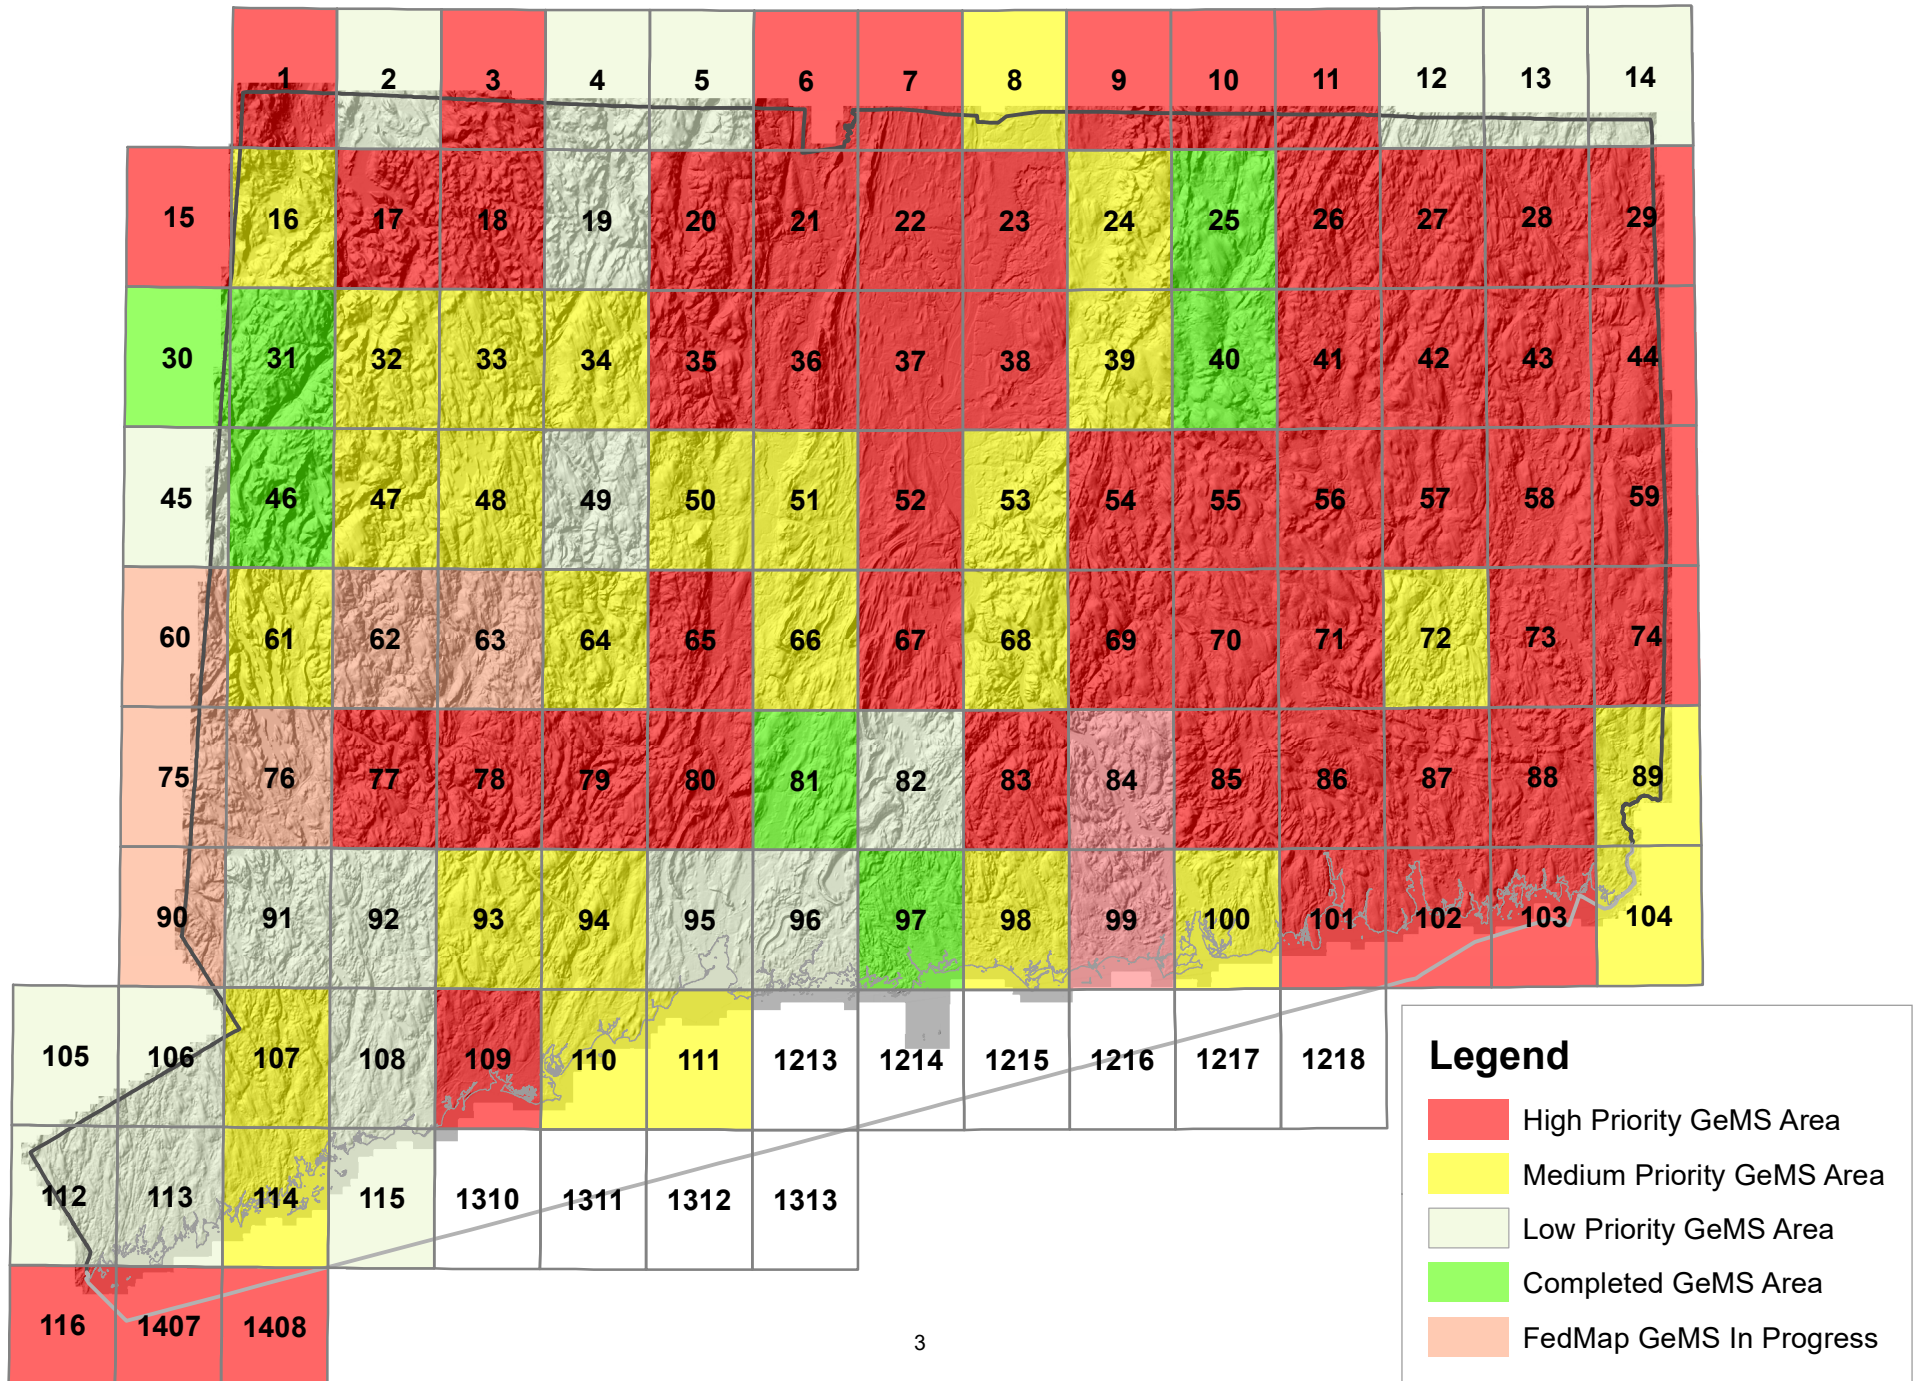 1 2 3 4 5 6 7 8 9 10 11 12 13 14
15 16 17 18 19 20 21 22 23 24 25 26 27 28 29
30 31 32 33 34 35 36 37 38 39 40 41 42 43 44
45 46 47 48 49 50 51 52 53 54 55 56 57 58 59
60 61 62 63 64 65 66 67 68 69 70 71 72 73 74
75 76 77 78 79 80 81 82 83 84 85 86 87 88 89
90 91 92 93 94 95 96 97 98 99 100 101 102 103 104
105 106 107 108 109 110 111 1213 1214 1215 1216 1217 1218
112 113 114 115 1310 1311 1312 1313
116 1407 1408
Legend
High Priority GeMS Area
Medium Priority GeMS Area
Low Priority GeMS Area
Completed GeMS Area
FedMap GeMS In Progress
3